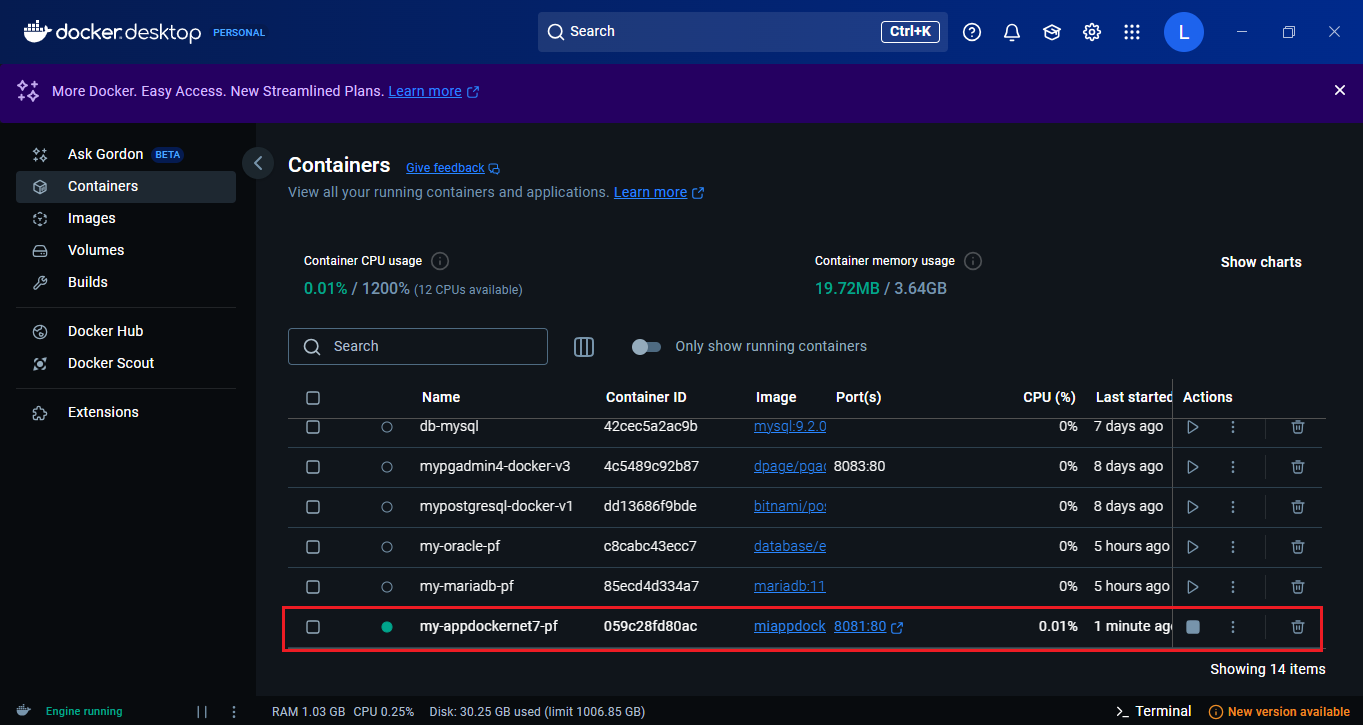 docker.desktop PERSONAL Search Ctrl+K L
More Docker. Easy Access. New Streamlined Plans. Learn more
Ask Gordon BETA
Containers
Images
Volumes
Builds
Docker Hub
Docker Scout
Extensions
Containers Give feedback
View all your running containers and applications. Learn more
Container CPU usage
0.01% / 1200% (12 CPUs available)
Container memory usage
19.72MB / 3.64GB
Show charts
Search
Only show running containers
Name Container ID Image Port(s) CPU (%) Last started Actions
db-mysql 42cec5a2ac9b mysql:9.2.0 0% 7 days ago
mypgadmin4-docker-v3 4c5489c92b87 dpage/pgad 8083:80 0% 8 days ago
mypostgresql-docker-v1 dd13686f9bde bitnami/pos 0% 8 days ago
my-oracle-pf c8cabc43ecc7 database/e 0% 5 hours ago
my-mariadb-pf 85ecd4d334a7 mariadb:11 0% 5 hours ago
my-appdockernet7-pf 059c28fd80ac miappdock 8081:80 0.01% 1 minute ago
Showing 14 items
Engine running RAM 1.03 GB CPU 0.25% Disk: 30.25 GB used (limit 1006.85 GB) Terminal New version available